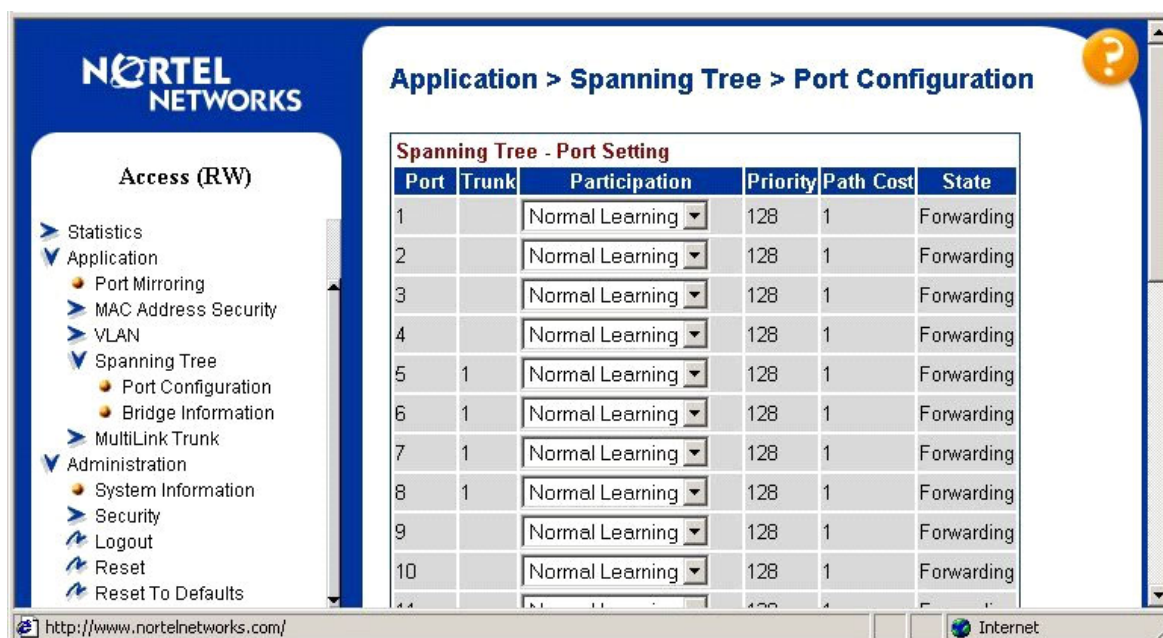 NORTEL
NETWORKS
Application > Spanning Tree > Port Configuration
?
Access (RW)
Statistics
Application
Port Mirroring
MAC Address Security
VLAN
Spanning Tree
Port Configuration
Bridge Information
MultiLink Trunk
Administration
System Information
Security
Logout
Reset
Reset To Defaults
Spanning Tree - Port Setting
Port Trunk Participation Priority Path Cost State
1 Normal Learning 128 1 Forwarding
2 Normal Learning 128 1 Forwarding
3 Normal Learning 128 1 Forwarding
4 Normal Learning 128 1 Forwarding
5 1 Normal Learning 128 1 Forwarding
6 1 Normal Learning 128 1 Forwarding
7 1 Normal Learning 128 1 Forwarding
8 1 Normal Learning 128 1 Forwarding
9 Normal Learning 128 1 Forwarding
10 Normal Learning 128 1 Forwarding
http://www.nortelnetworks.com/
Internet